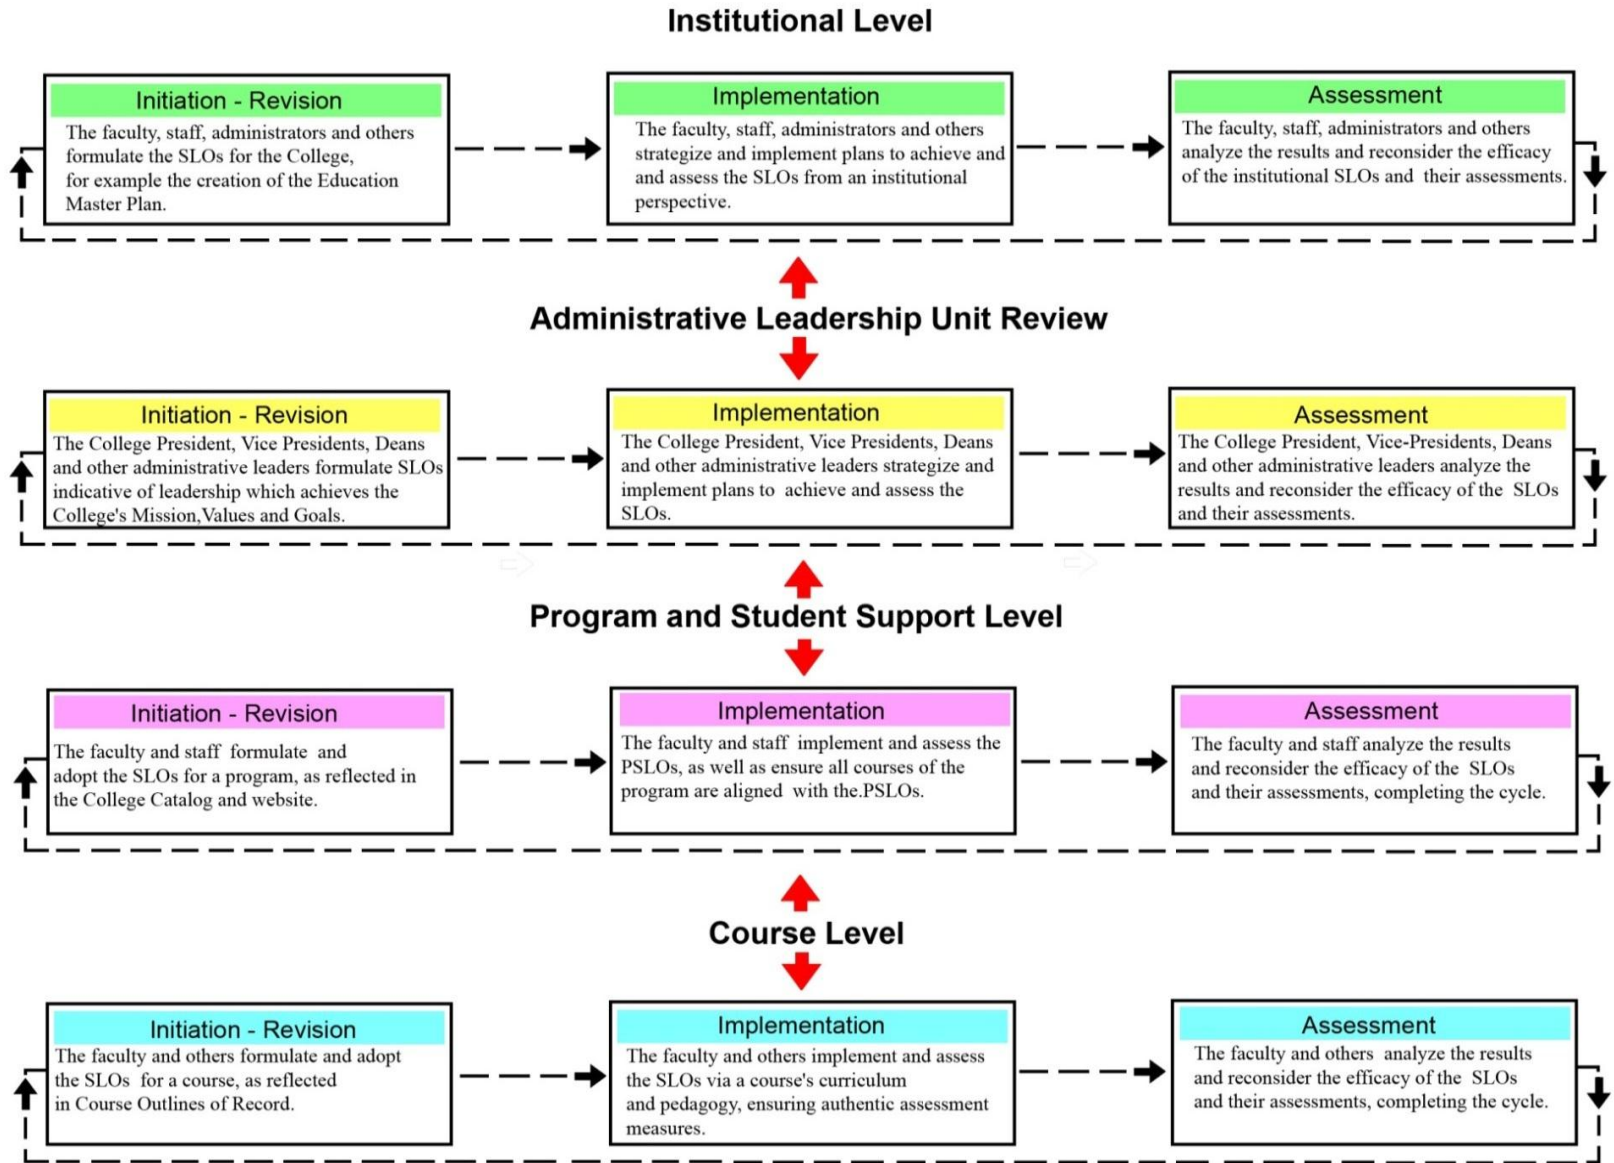 Institutional Level
Initiation - Revision
The faculty, staff, administrators and others
formulate the SLOs for the College,
for example the creation of the Education
Master Plan.
Implementation
The faculty, staff, administrators and others
strategize and implement plans to achieve and
and assess the SLOs from an institutional
perspective.
Assessment
The faculty, staff, administrators and others
analyze the results and reconsider the efficacy
of the institutional SLOs and their assessments.
Administrative Leadership Unit Review
Initiation - Revision
The College President, Vice Presidents, Deans
and other administrative leaders formulate SLOs
indicative of leadership which achieves the
College's Mission,Values and Goals.
Implementation
The College President, Vice Presidents, Deans
and other administrative leaders strategize and
implement plans to achieve and assess the
SLOs.
Assessment
The College President, Vice-Presidents, Deans
and other administrative leaders analyze the
results and reconsider the efficacy of the SLOs
and their assessments.
Program and Student Support Level
Initiation - Revision
The faculty and staff formulate and
adopt the SLOs for a program, as reflected in
the College Catalog and website.
Implementation
The faculty and staff implement and assess the
PSLOs, as well as ensure all courses of the
program are aligned with the.PSLOs.
Assessment
The faculty and staff analyze the results
and reconsider the efficacy of the SLOs
and their assessments, completing the cycle.
Course Level
Initiation - Revision
The faculty and others formulate and adopt
the SLOs for a course, as reflected
in Course Outlines of Record.
Implementation
The faculty and others implement and assess
the SLOs via a course's curriculum
and pedagogy, ensuring authentic assessment
measures.
Assessment
The faculty and others analyze the results
and reconsider the efficacy of the SLOs
and their assessments, completing the cycle.